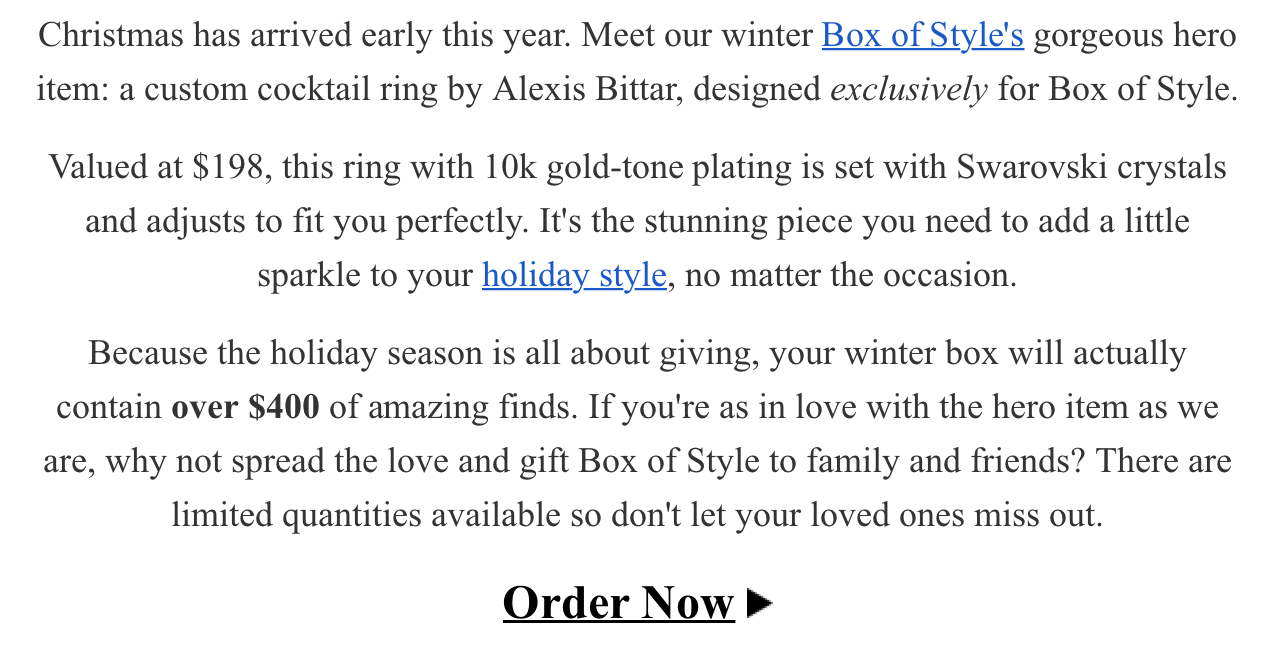 Christmas has arrived early this year. Meet our winter Box of Style's gorgeous hero
item: a custom cocktail ring by Alexis Bittar, designed exclusively for Box of Style.
Valued at $198, this ring with 10k gold-tone plating is set with Swarovski crystals
and adjusts to fit you perfectly. It's the stunning piece you need to add a little
sparkle to your holiday style, no matter the occasion.
Because the holiday season is all about giving, your winter box will actually
contain over $400 of amazing finds. If you're as in love with the hero item as we
are, why not spread the love and gift Box of Style to family and friends? There are
limited quantities available so don't let your loved ones miss out.
Order Now